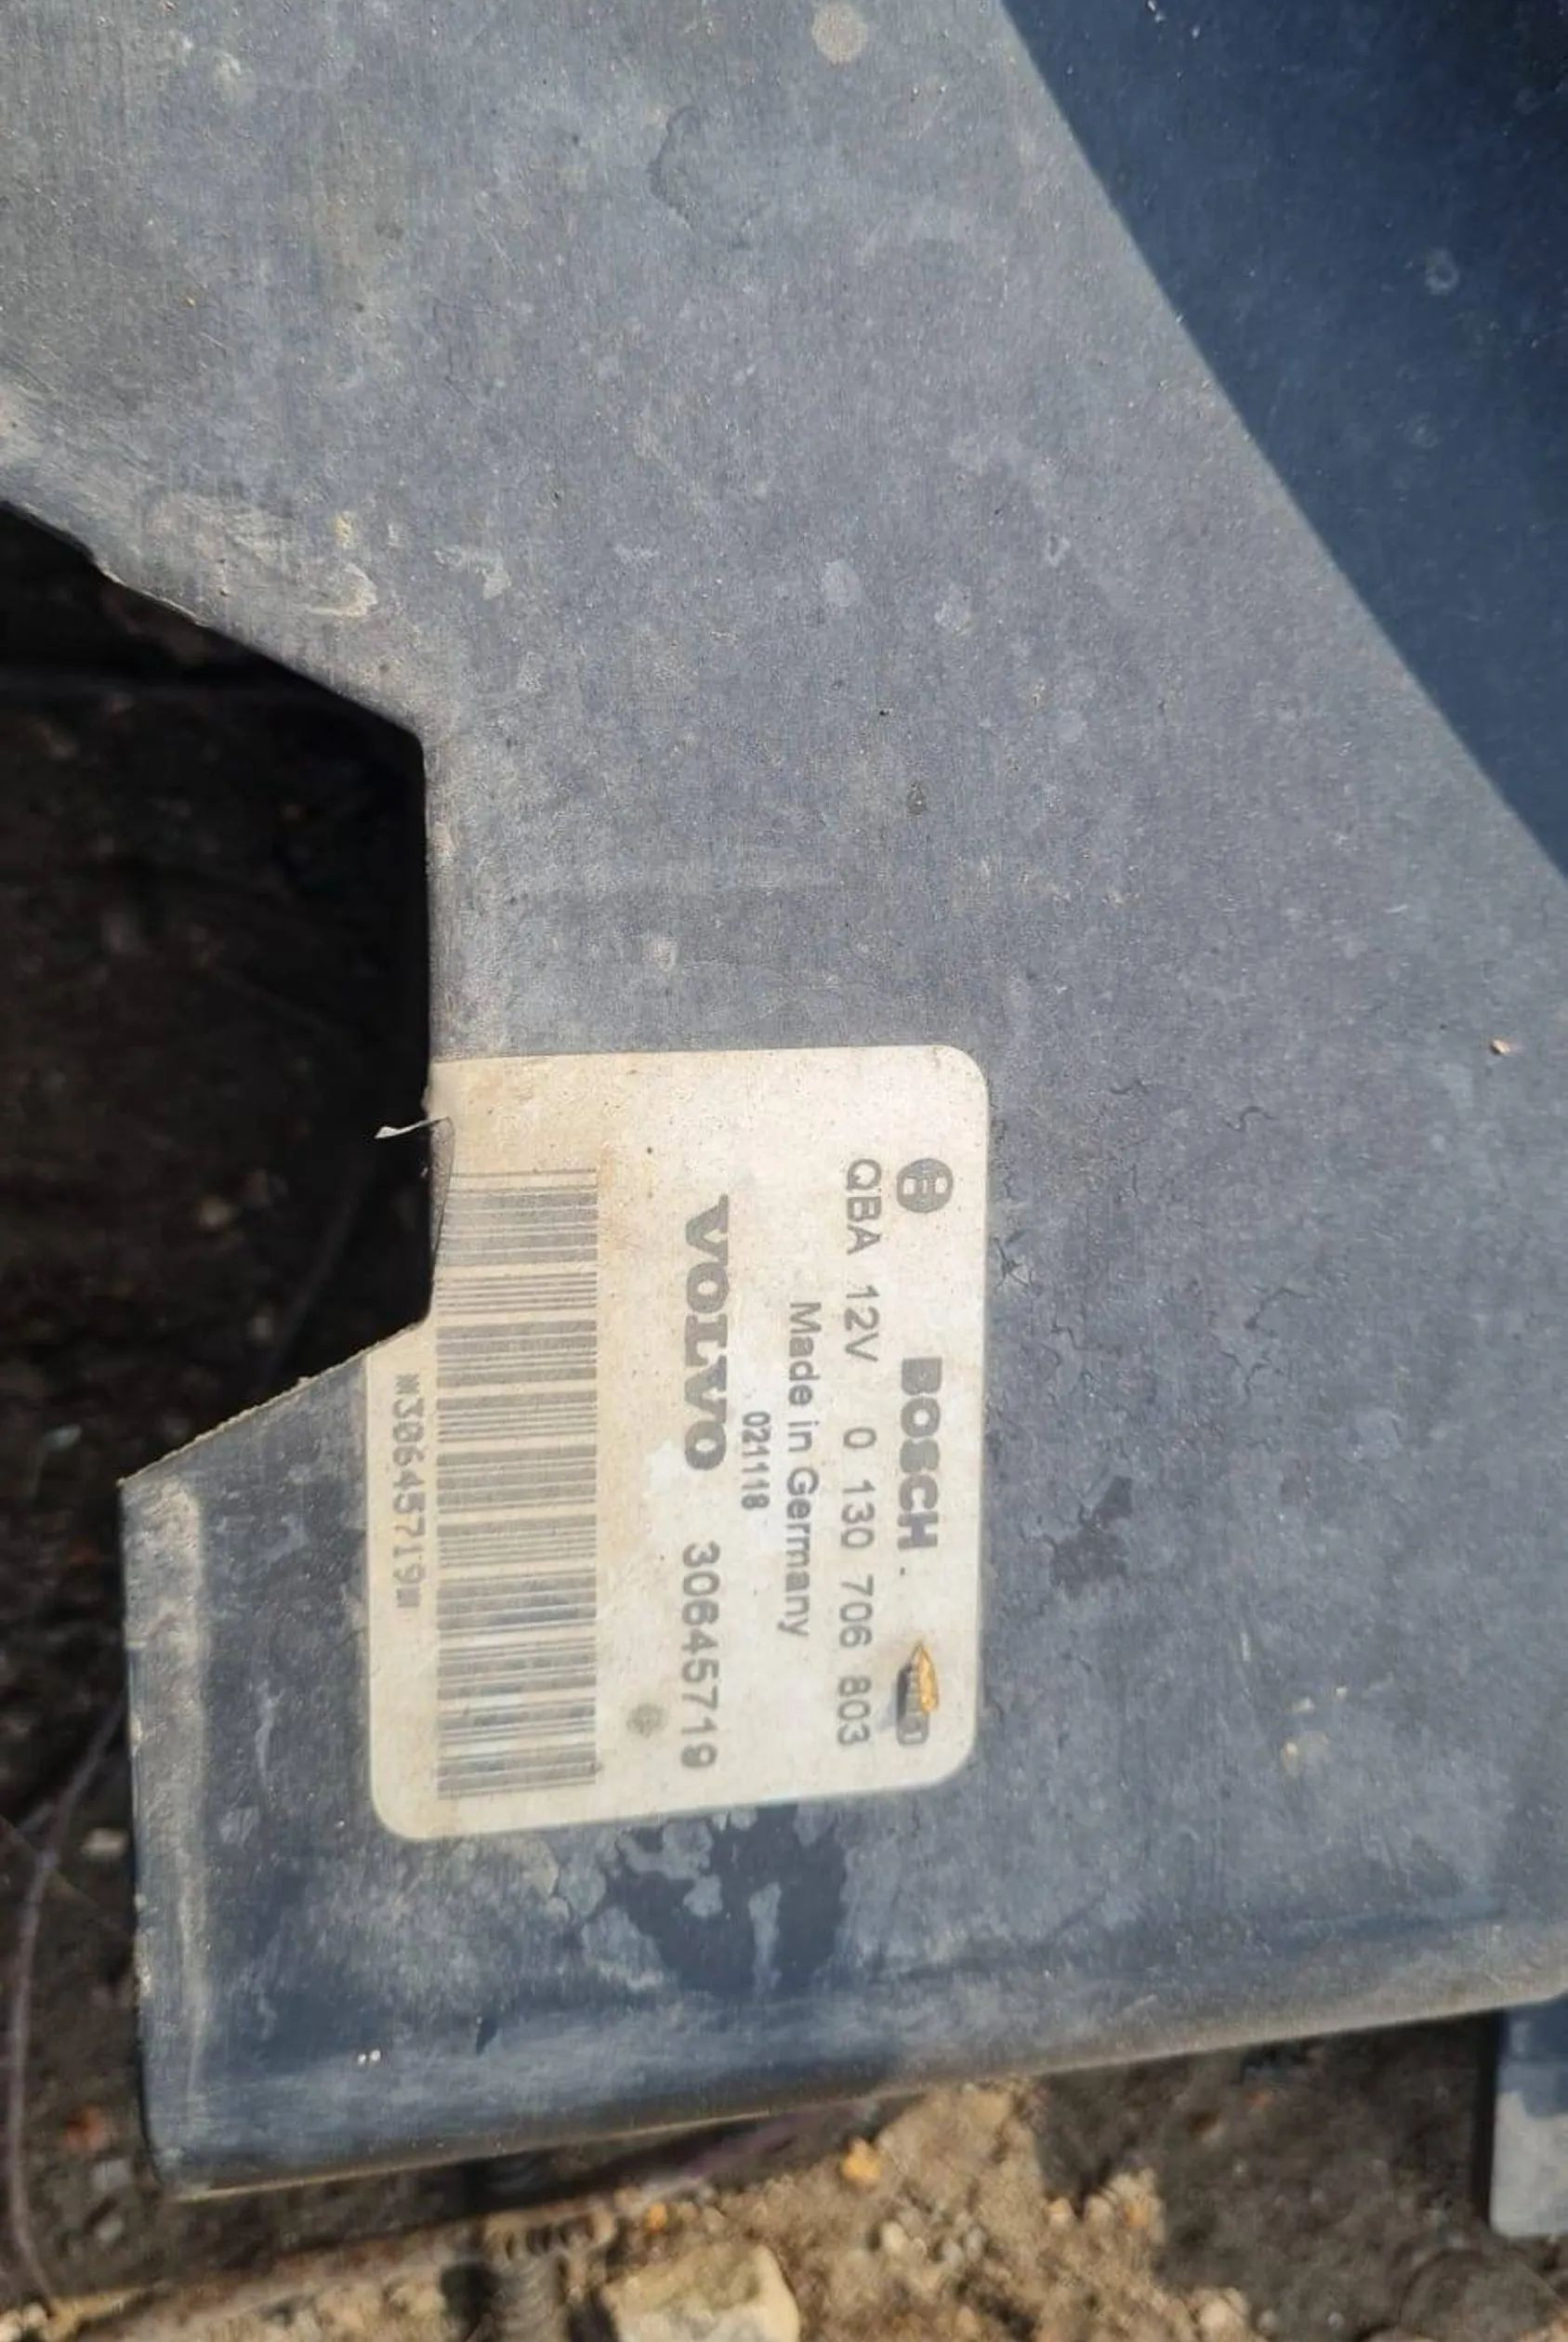 BOSCH
QBA 12V 0 130 706 803
Made in Germany
021118
VOLVO 30645719
*30645719*